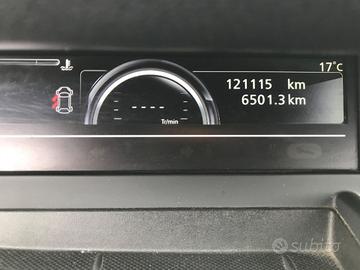 17°C
121115 km
6501.3 km
----
Tr/min
subito